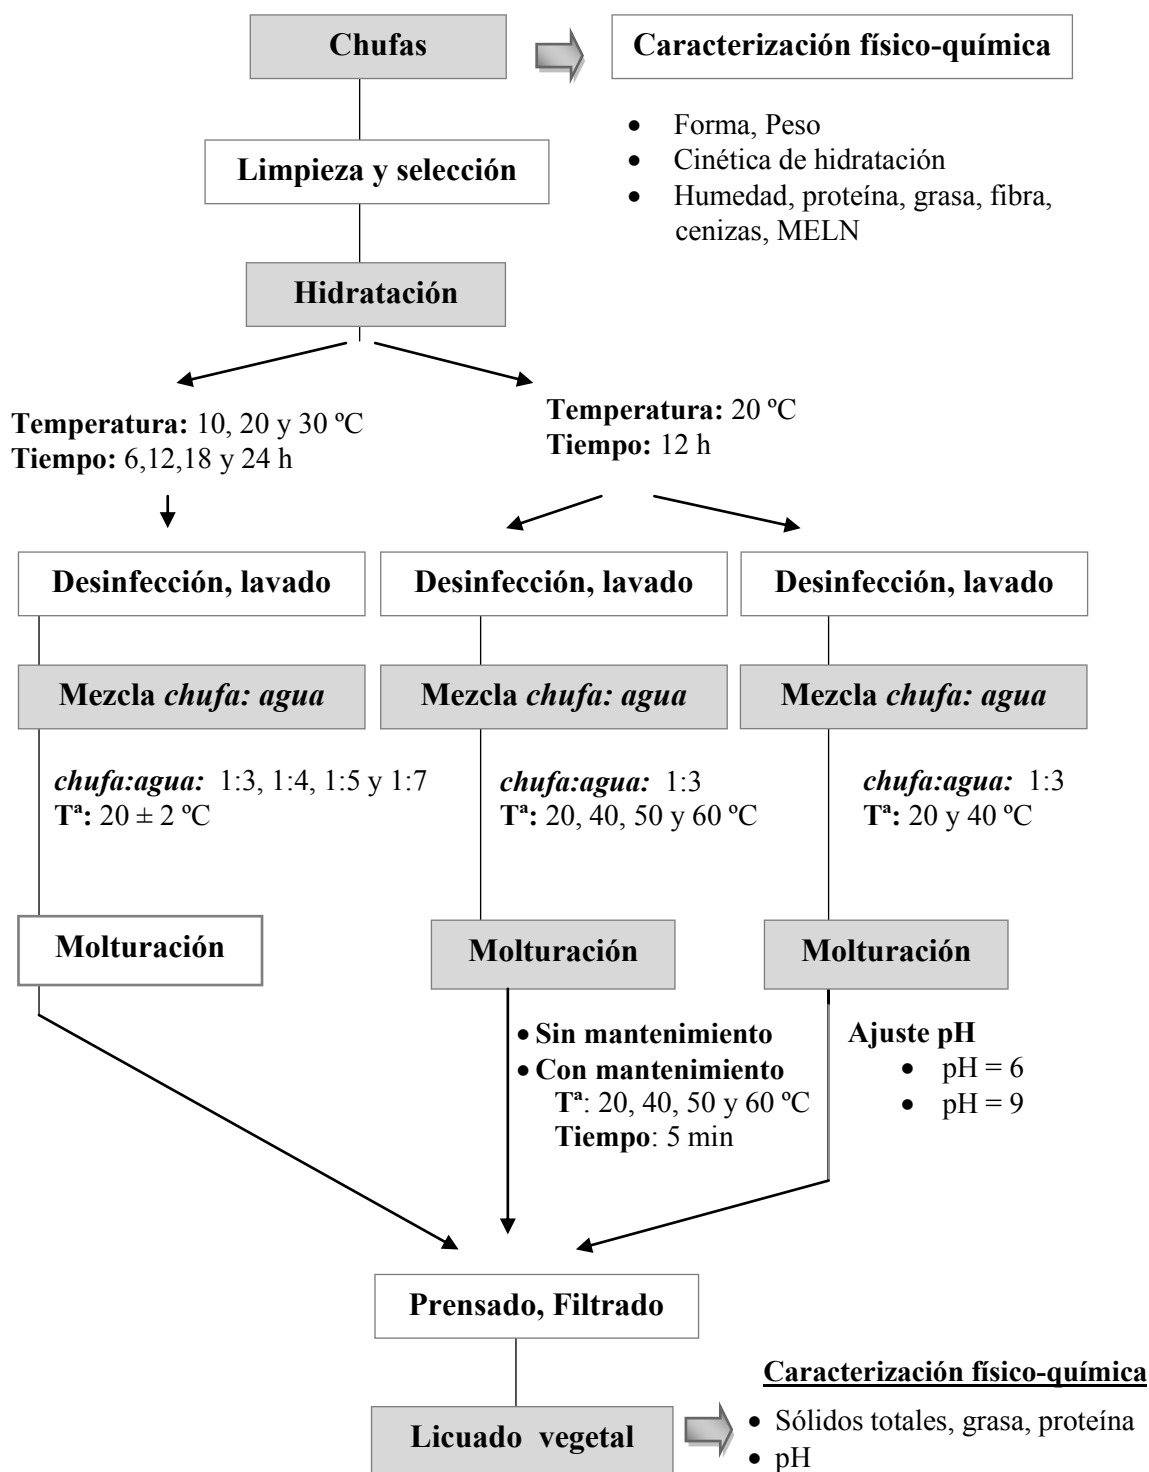 Chufas
Caracterización físico-química
• Forma, Peso
• Cinética de hidratación
• Humedad, proteína, grasa, fibra,
cenizas, MELN
Limpieza y selección
Hidratación
Temperatura: 10, 20 y 30 ºC
Tiempo: 6,12,18 y 24 h
Temperatura: 20 ºC
Tiempo: 12 h
Desinfección, lavado
Desinfección, lavado
Desinfección, lavado
Mezcla chufa: agua
Mezcla chufa: agua
Mezcla chufa: agua
chufa:agua: 1:3, 1:4, 1:5 y 1:7
Tª: 20 ± 2 ºC
chufa:agua: 1:3
Tª: 20, 40, 50 y 60 ºC
chufa:agua: 1:3
Tª: 20 y 40 ºC
Molturación
Molturación
Molturación
• Sin mantenimiento
• Con mantenimiento
Tª: 20, 40, 50 y 60 ºC
Tiempo: 5 min
Ajuste pH
• pH = 6
• pH = 9
Prensado, Filtrado
Licuado vegetal
Caracterización físico-química
• Sólidos totales, grasa, proteína
• pH